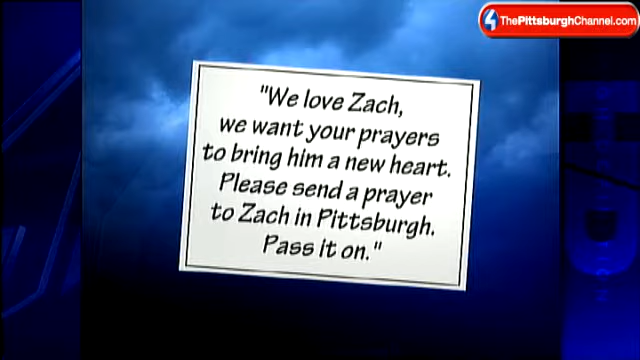 4 ThePittsburghChannel.com
"We love Zach,
we want your prayers
to bring him a new heart.
Please send a prayer
to Zach in Pittsburgh.
Pass it on."